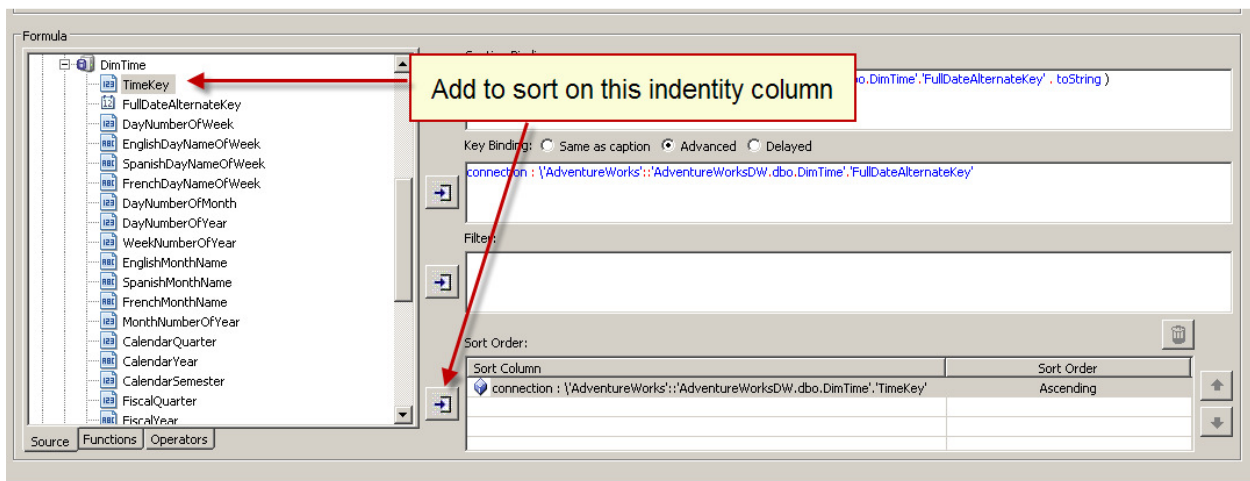 Formula
DimTime
TimeKey
FullDateAlternateKey
DayNumberOfWeek
EnglishDayNameOfWeek
SpanishDayNameOfWeek
FrenchDayNameOfWeek
DayNumberOfMonth
DayNumberOfYear
WeekNumberOfYear
EnglishMonthName
SpanishMonthName
FrenchMonthName
MonthNumberOfYear
CalendarQuarter
CalendarYear
CalendarSemester
FiscalQuarter
FiscalYear
Source Functions Operators
Add to sort on this indentity column
bo.DimTime'.'FullDateAlternateKey' . toString )
Key Binding: Same as caption Advanced Delayed
connection : \'AdventureWorks'::'AdventureWorksDW.dbo.DimTime'.'FullDateAlternateKey'
Filter:
Sort Order:
Sort Column Sort Order
connection : \'AdventureWorks'::'AdventureWorksDW.dbo.DimTime'.'TimeKey' Ascending